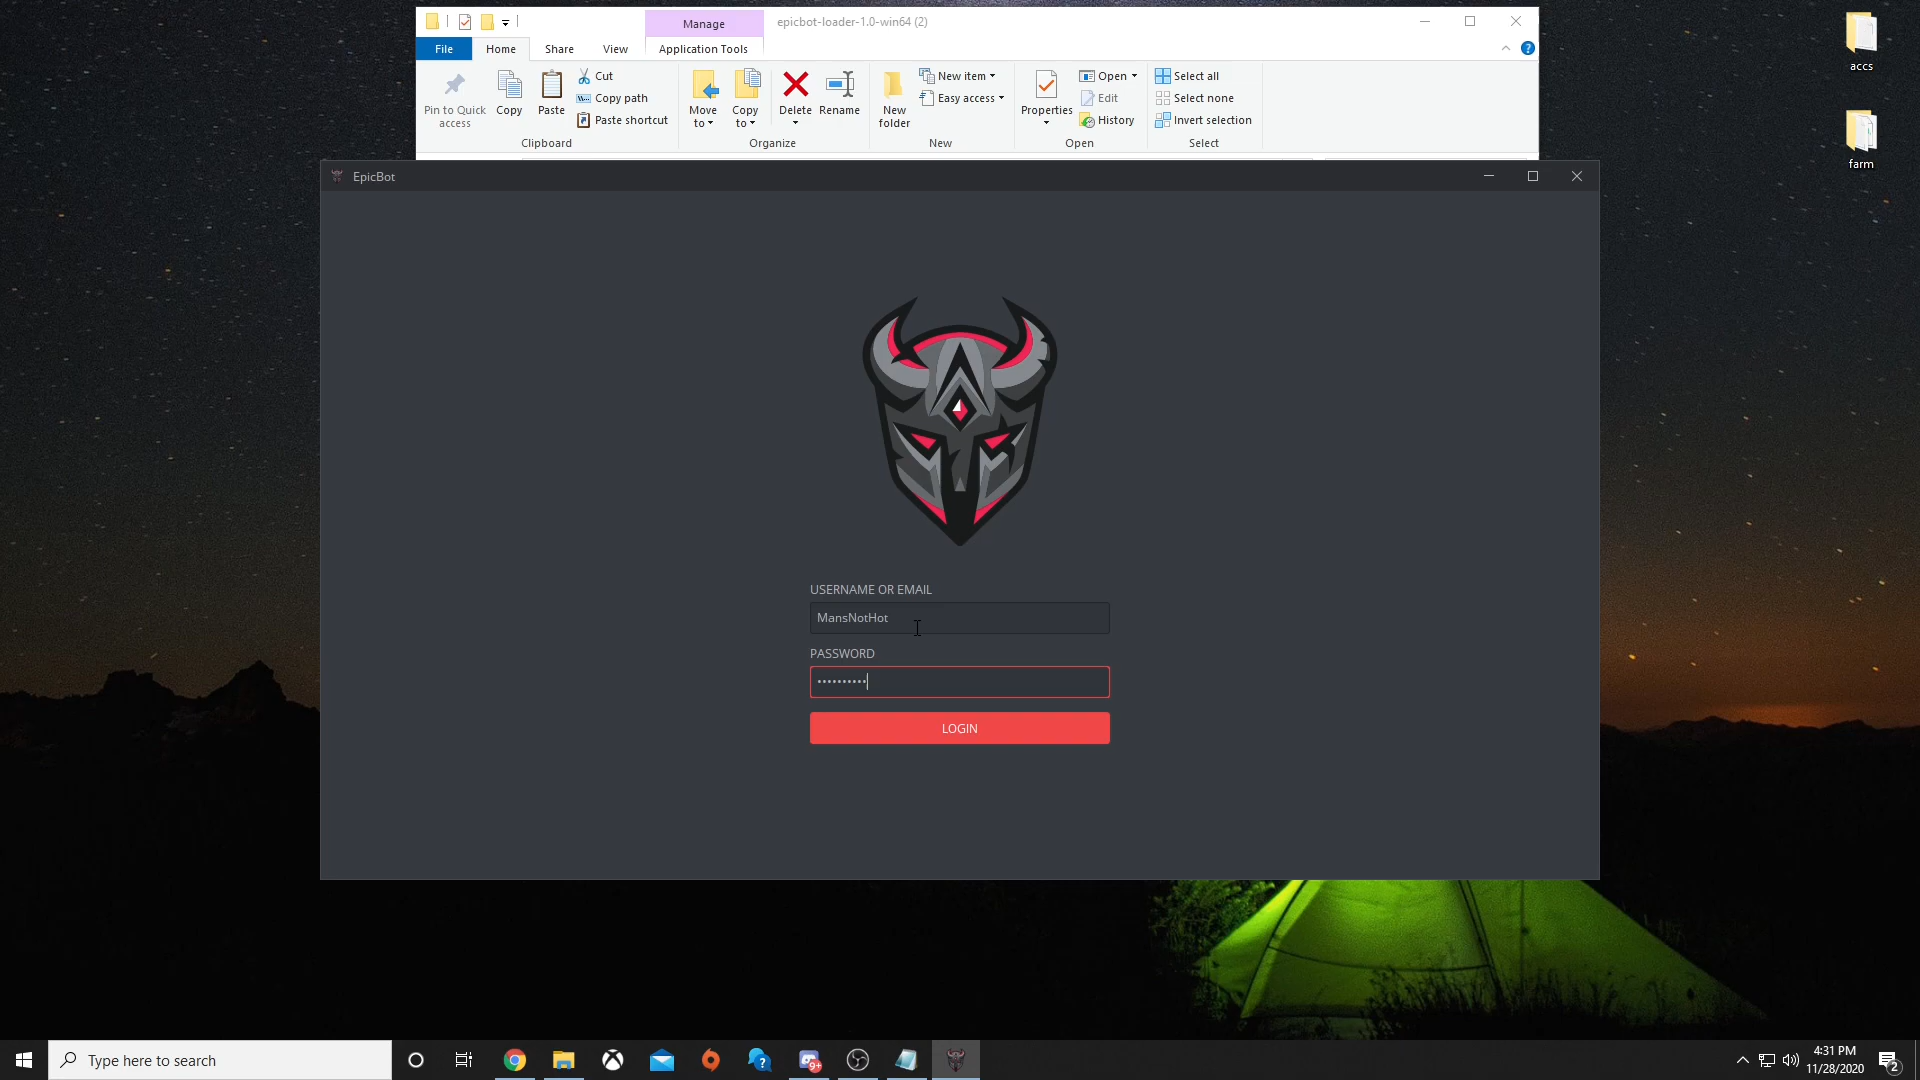 Manage
epicbot-loader-1.0-win64 (2)
File
Home
Share
View
Application Tools
Pin to Quick
access
Copy
Paste
Cut
Copy path
Paste shortcut
Clipboard
Move
to
Copy
to
Delete
Rename
Organize
New
folder
New item
Easy access
New
Properties
Open
Edit
History
Open
Select all
Select none
Invert selection
Select
accs
farm
EpicBot
USERNAME OR EMAIL
MansNotHot
PASSWORD
••••••••••
LOGIN
Type here to search
9+
4:31 PM
11/28/2020
2